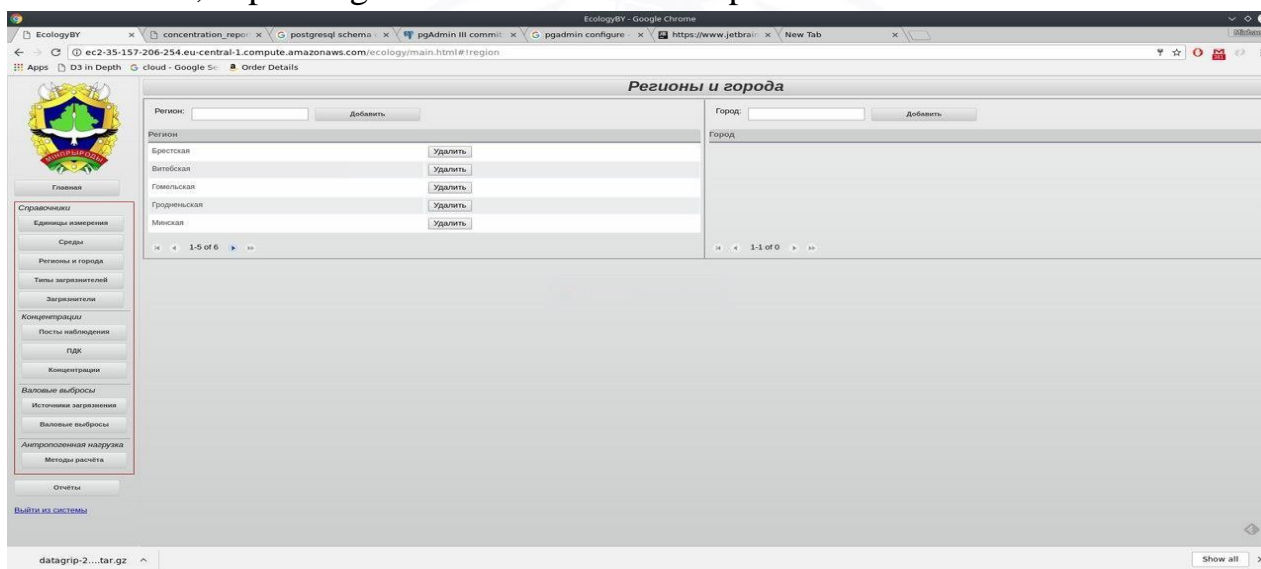 EcologyBY - Google Chrome
EcologyBY
concentration_repor
postgresql schema
pgAdmin III commit:
pgadmin configure
https://www.jetbrain
New Tab
ec2-35-157-206-254.eu-central-1.compute.amazonaws.com/ecology/main.html#!region
Apps D3 in Depth cloud - Google Se Order Details
МІНПРЫРОДЫ
Главная
Справочники
Единицы измерения
Среды
Регионы и города
Типы загрязнителей
Загрязнители
Концентрации
Посты наблюдения
ПДК
Концентрации
Валовые выбросы
Источники загрязнения
Валовые выбросы
Антропогенная нагрузка
Методы расчёта
Отчёты
Выйти из системы
Регионы и города
Регион: Добавить
Регион
Брестская Удалить
Витебская Удалить
Гомельская Удалить
Гродненьская Удалить
Минская Удалить
1-5 of 6
Город: Добавить
Город
1-1 of 0
datagrip-2....tar.gz
Show all